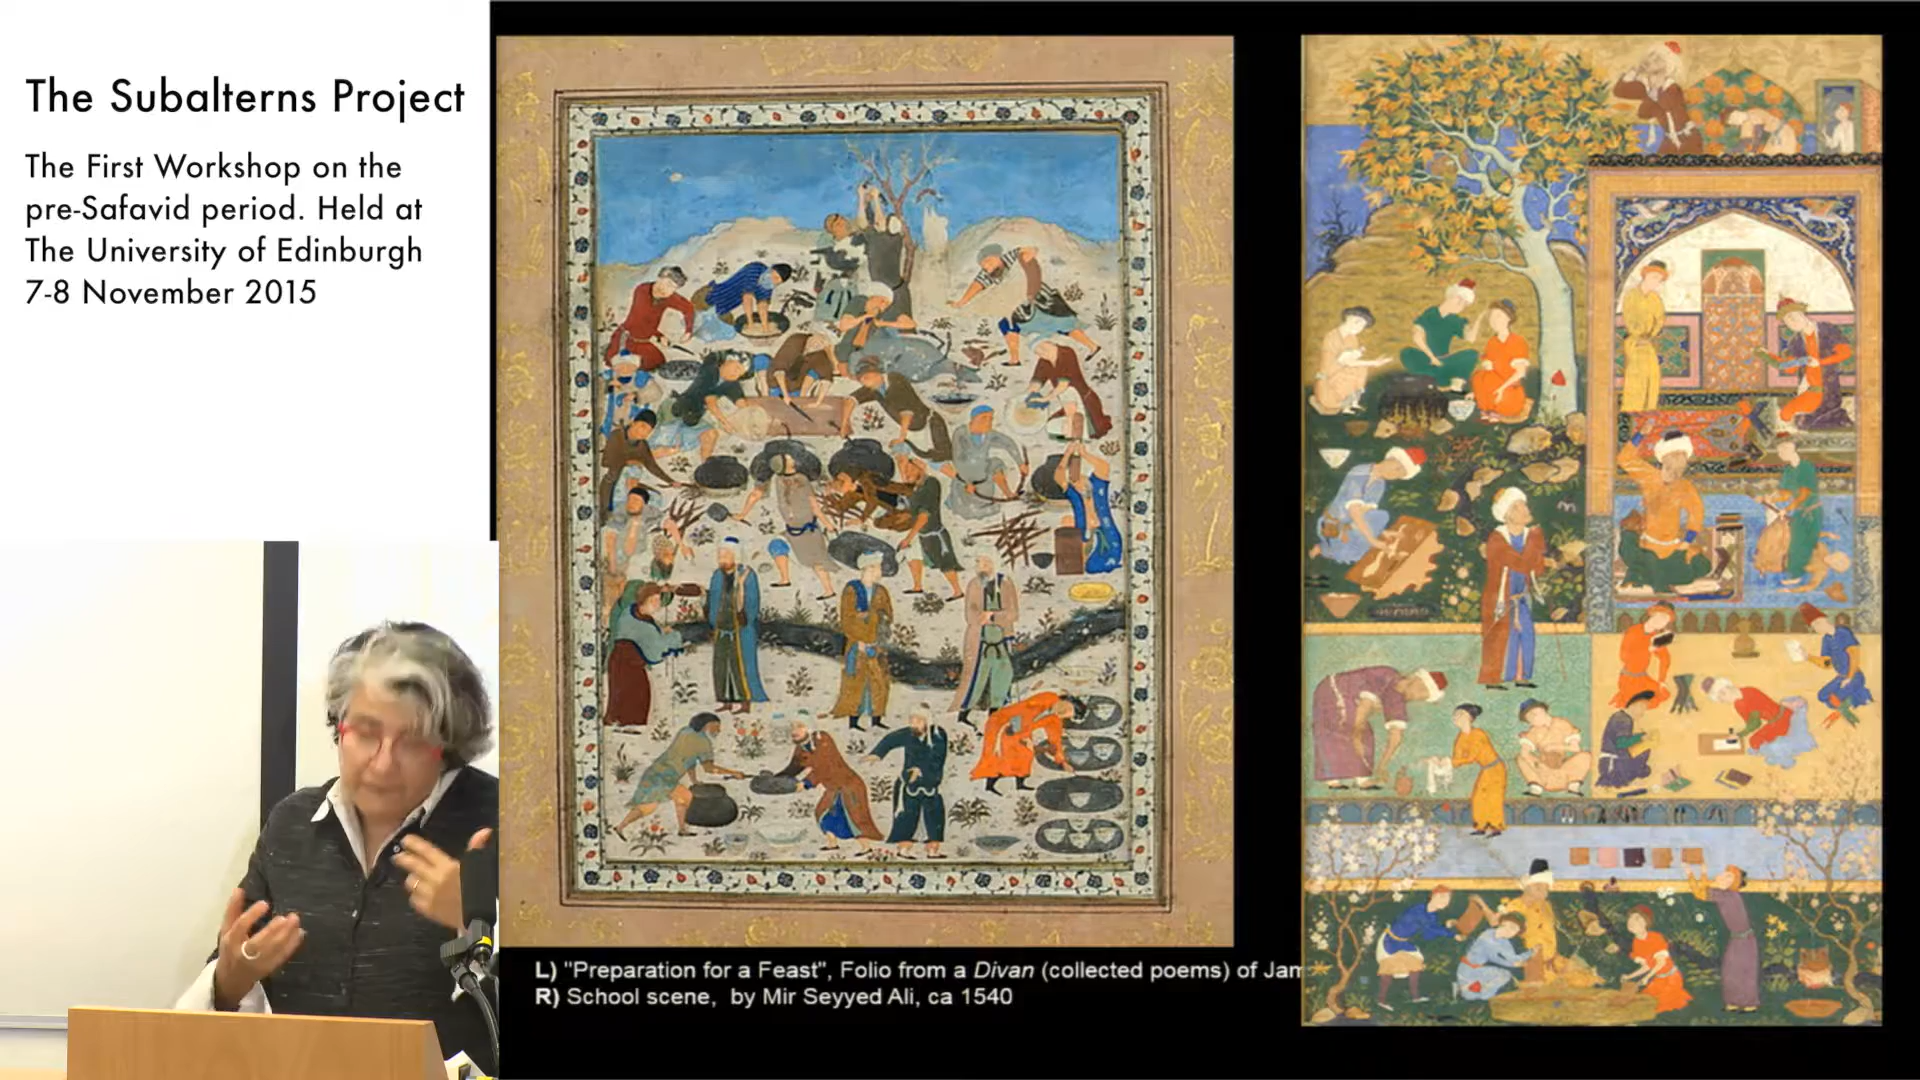 The Subalterns Project
The First Workshop on the
pre-Safavid period. Held at
The University of Edinburgh
7-8 November 2015
L) "Preparation for a Feast", Folio from a Divan (collected poems) of Jam
R) School scene, by Mir Seyyed Ali, ca 1540